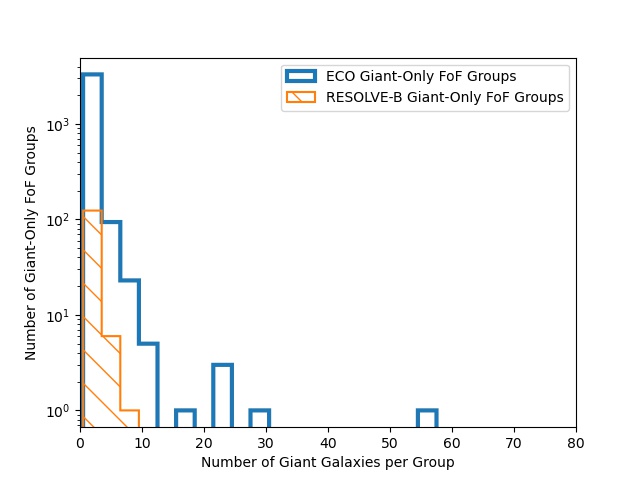 ECO Giant-Only FoF Groups
RESOLVE-B Giant-Only FoF Groups
Number of Giant-Only FoF Groups
10³
10²
10¹
10⁰
0 10 20 30 40 50 60 70 80
Number of Giant Galaxies per Group